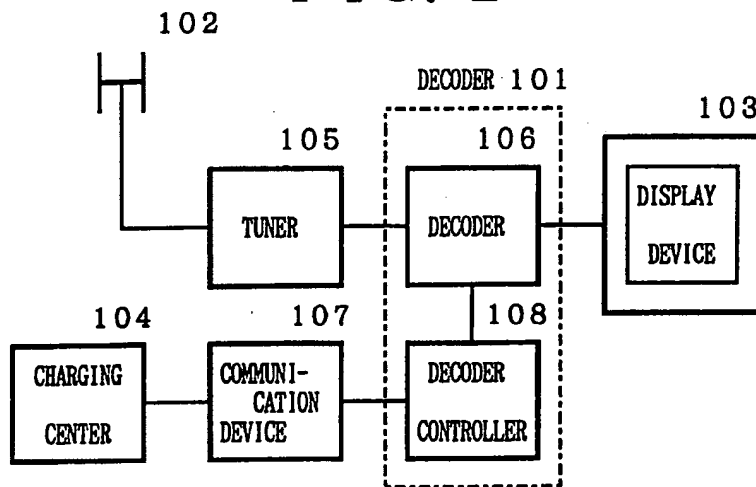 102
DECODER 101
103
105
106
TUNER
DECODER
DISPLAY
DEVICE
104
107
108
CHARGING
CENTER
COMMUNI-
CATION
DEVICE
DECODER
CONTROLLER